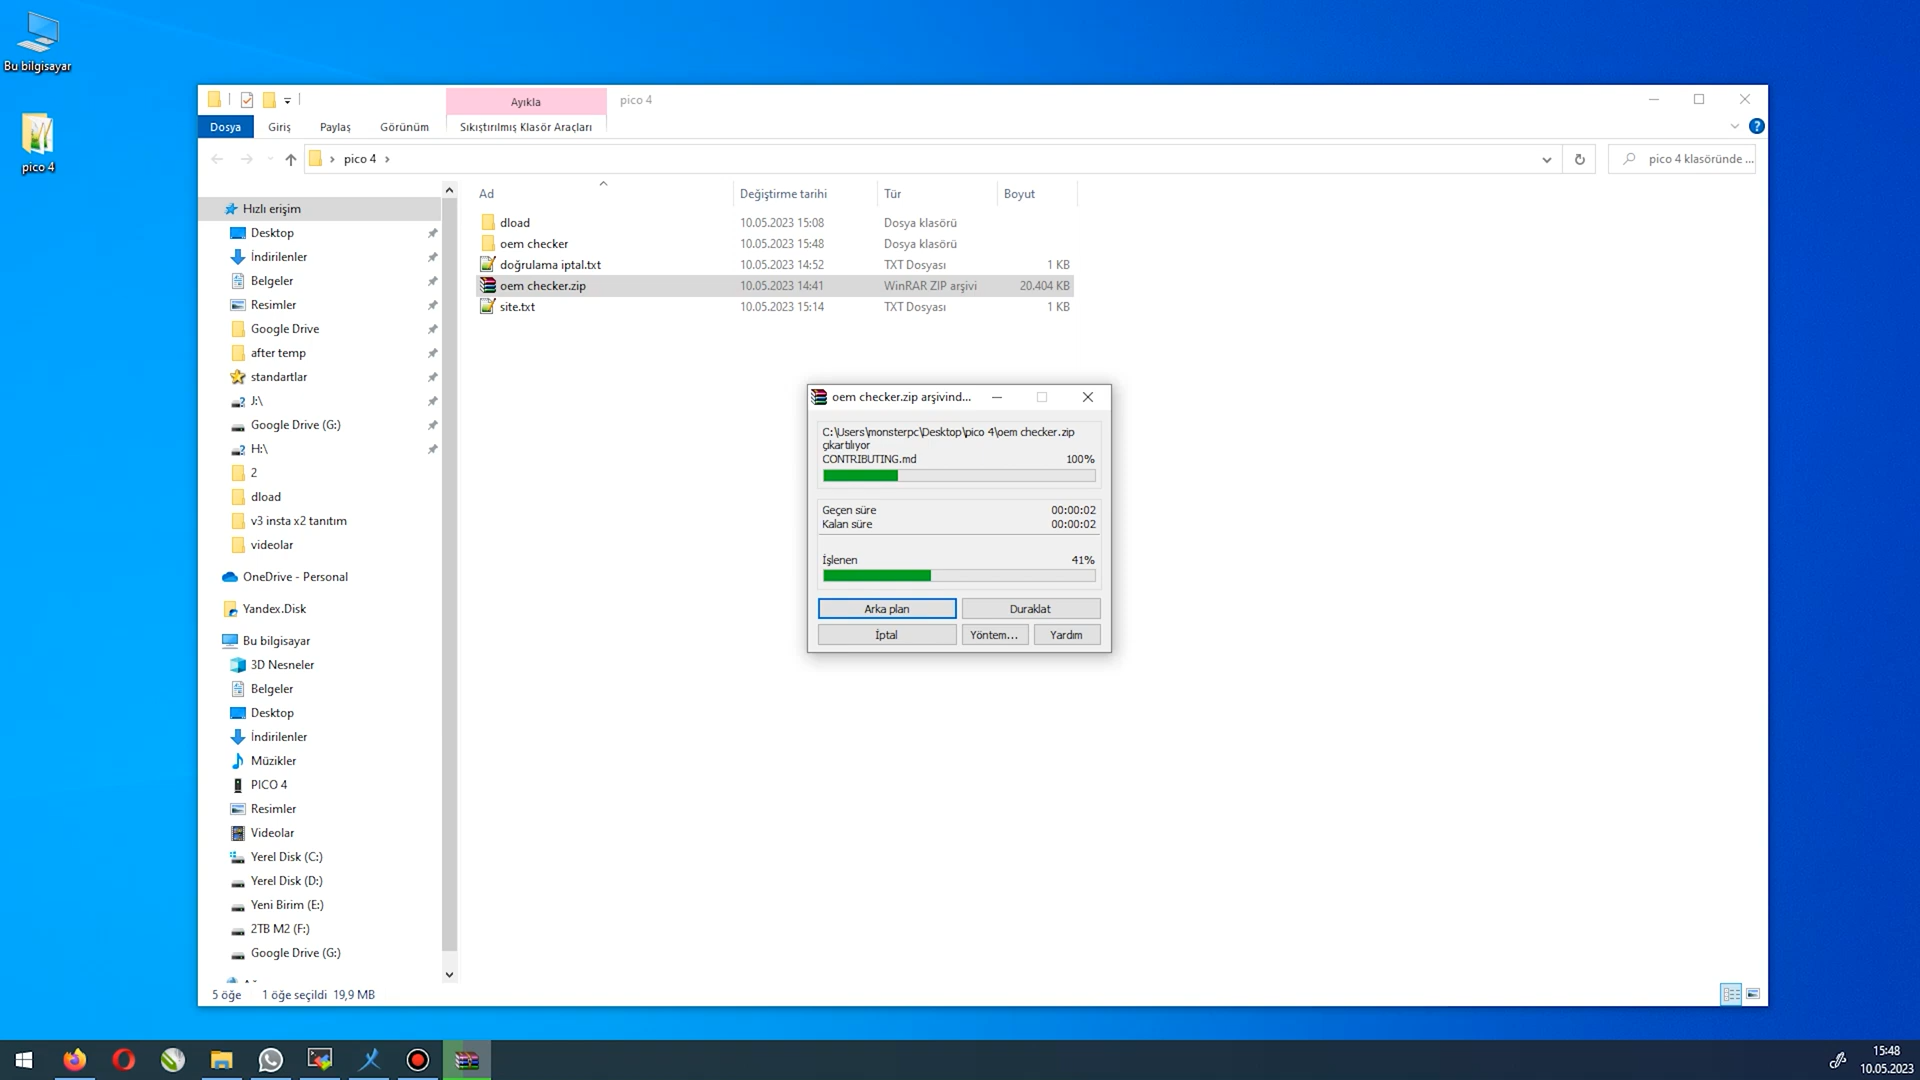 Bu bilgisayar
pico 4
Ayıkla
pico 4
Dosya
Giriş
Paylaş
Görünüm
Sıkıştırılmış Klasör Araçları
pico 4
pico 4 klasöründe ...
Ad
Değiştirme tarihi
Tür
Boyut
dload 10.05.2023 15:08 Dosya klasörü
oem checker 10.05.2023 15:48 Dosya klasörü
doğrulama iptal.txt 10.05.2023 14:52 TXT Dosyası 1 KB
oem checker.zip 10.05.2023 14:41 WinRAR ZIP arşivi 20.404 KB
site.txt 10.05.2023 15:14 TXT Dosyası 1 KB
Hızlı erişim
Desktop
İndirilenler
Belgeler
Resimler
Google Drive
after temp
standartlar
J:\
Google Drive (G:)
H:\
2
dload
v3 insta x2 tanıtım
videolar
OneDrive - Personal
Yandex.Disk
Bu bilgisayar
3D Nesneler
Belgeler
Desktop
İndirilenler
Müzikler
PICO 4
Resimler
Videolar
Yerel Disk (C:)
Yerel Disk (D:)
Yeni Birim (E:)
2TB M2 (F:)
Google Drive (G:)
oem checker.zip arşivind...
C:\Users\monsterpc\Desktop\pico 4\oem checker.zip
çıkartılıyor
CONTRIBUTING.md 100%
Geçen süre 00:00:02
Kalan süre 00:00:02
İşlenen 41%
Arka plan
Duraklat
İptal
Yöntem...
Yardım
5 öğe 1 öğe seçildi 19,9 MB
15:48
10.05.2023